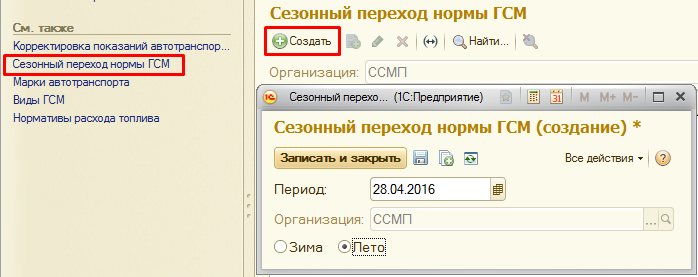 См. также
Корректировка показаний автотранспор...
Сезонный переход нормы ГСМ
Марки автотранспорта
Виды ГСМ
Нормативы расхода топлива
Сезонный переход нормы ГСМ
Создать
Найти...
Организация: ССМП
Сезонный перехо... (1С:Предприятие)
M M+ M-
Сезонный переход нормы ГСМ (создание) *
Записать и закрыть
Все действия
Период: 28.04.2016
Организация: ССМП
Зима Лето